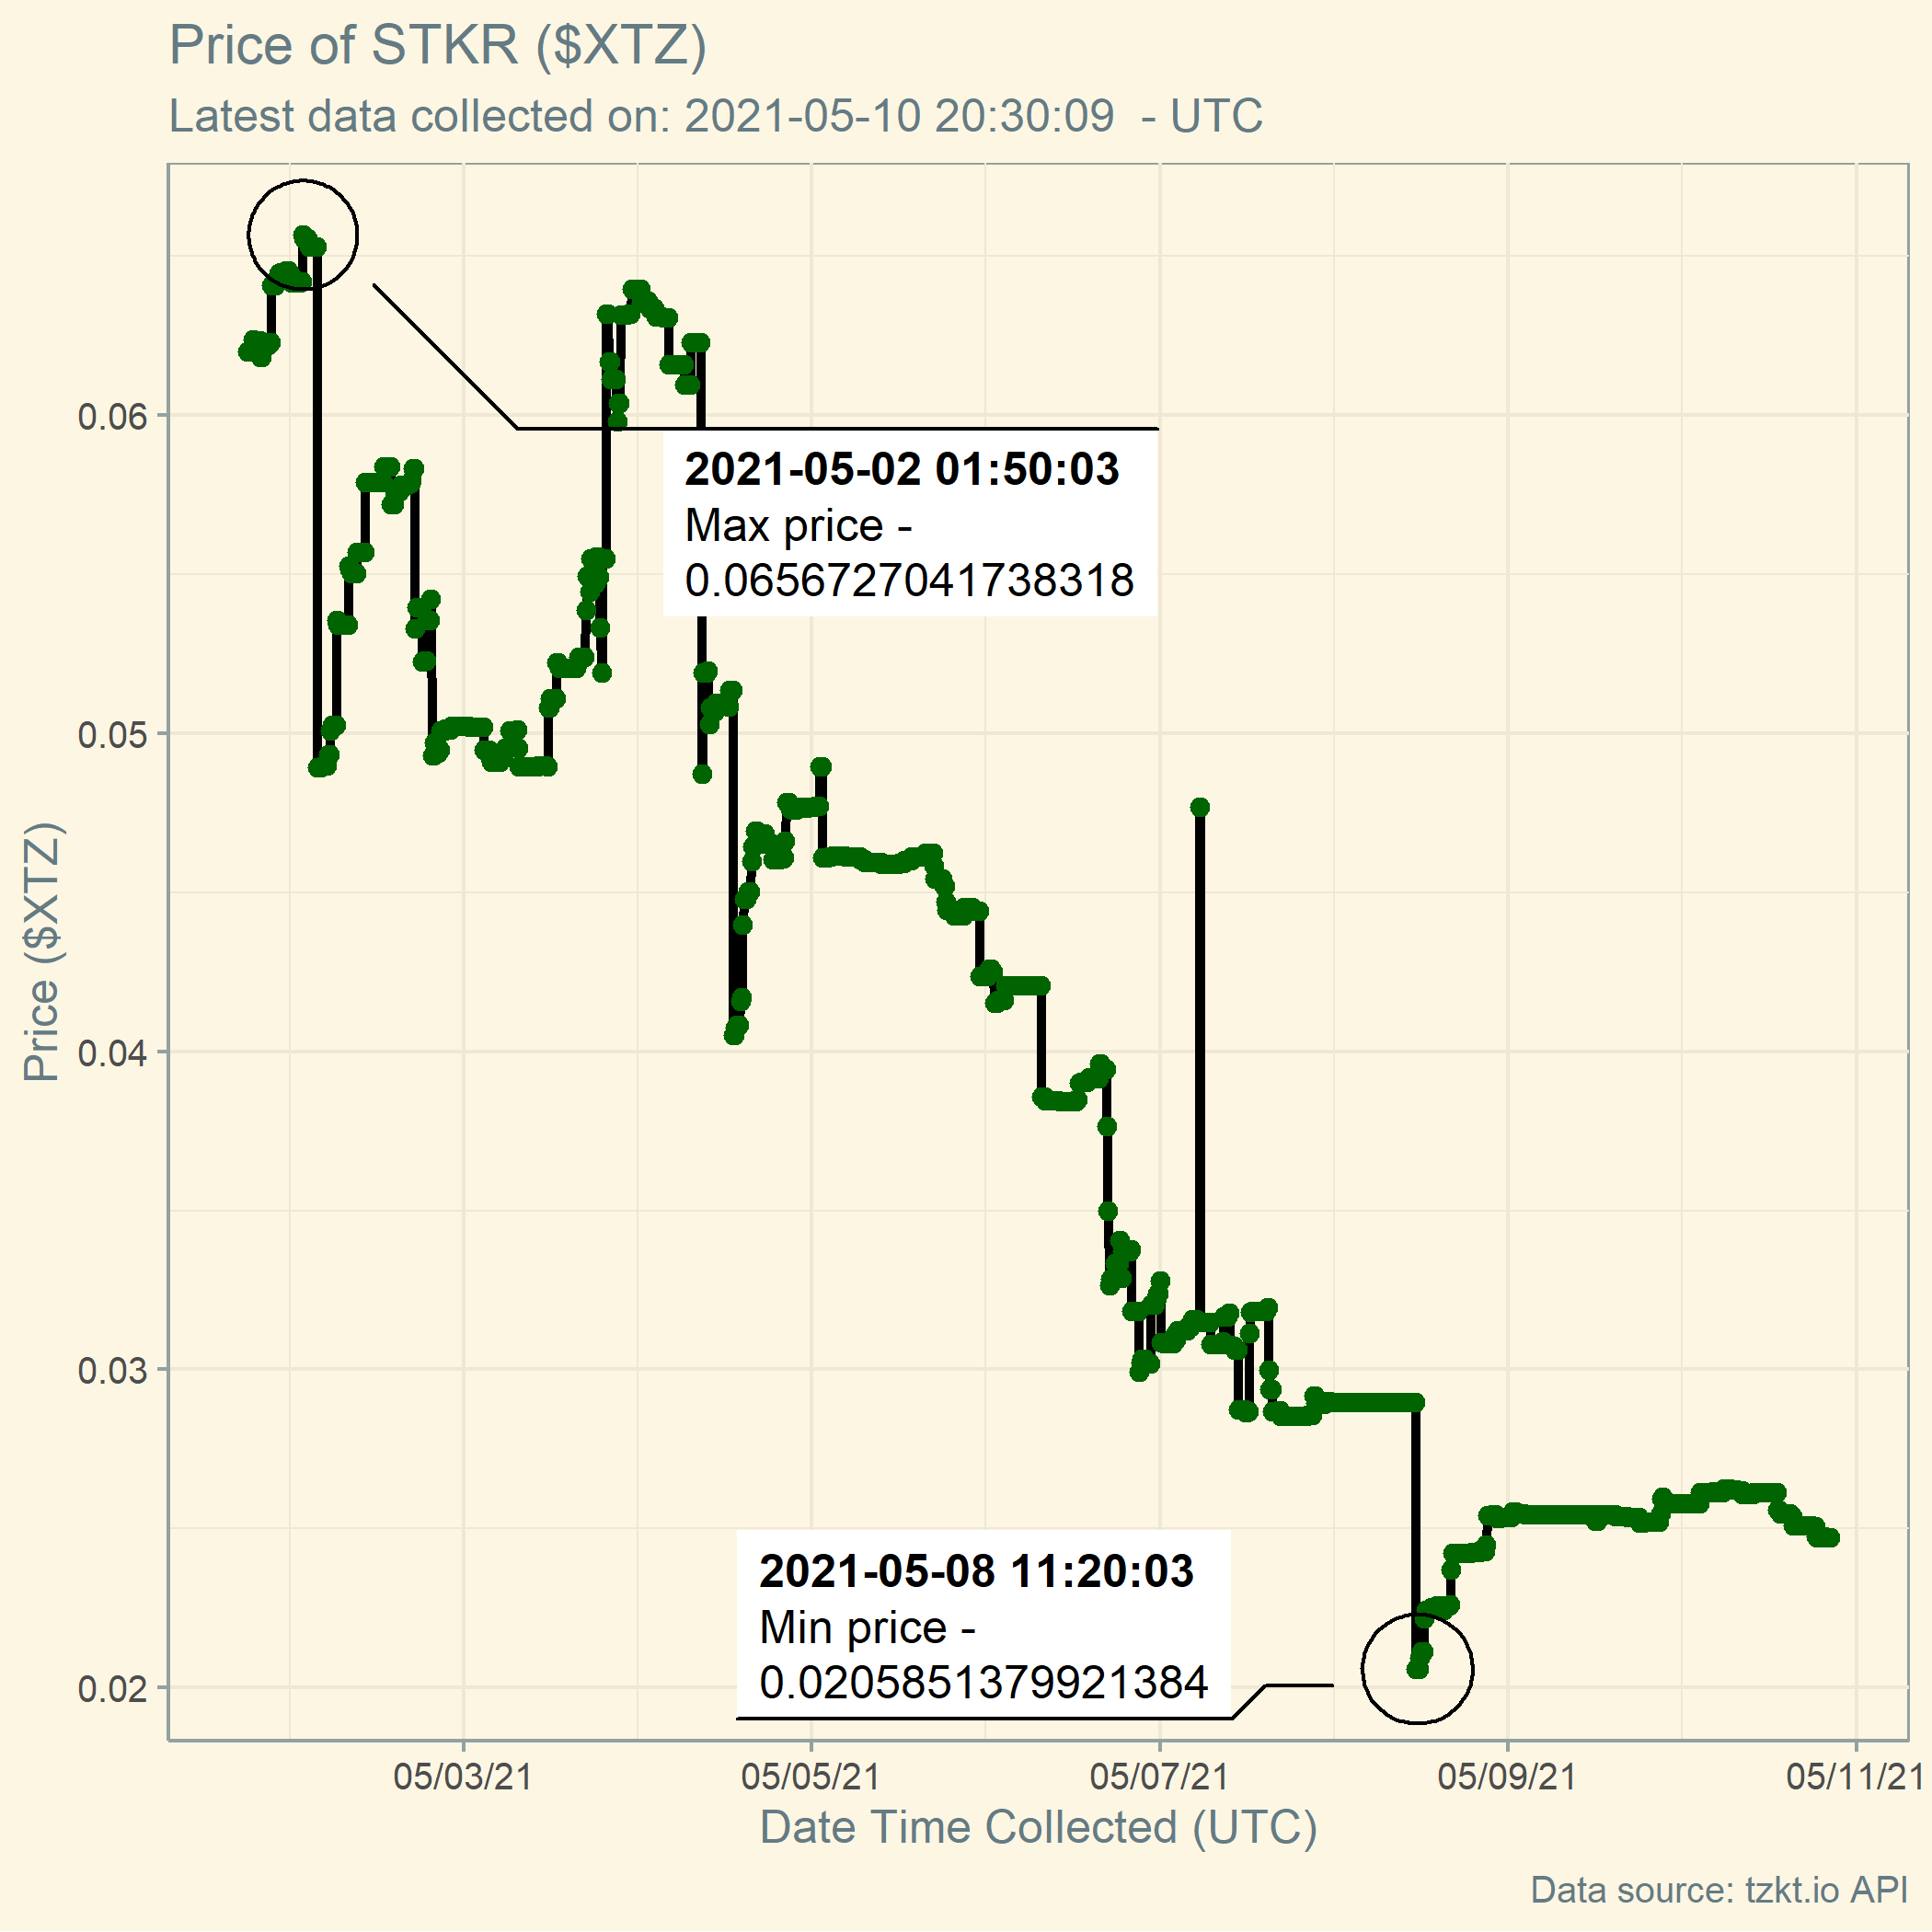 Price of STKR ($XTZ)
Latest data collected on: 2021-05-10 20:30:09  - UTC
Price ($XTZ)
0.06
0.05
0.04
0.03
0.02
2021-05-02 01:50:03
Max price -
0.0656727041738318
2021-05-08 11:20:03
Min price -
0.0205851379921384
05/03/21
05/05/21
05/07/21
05/09/21
05/11/21
Date Time Collected (UTC)
Data source: tzkt.io API